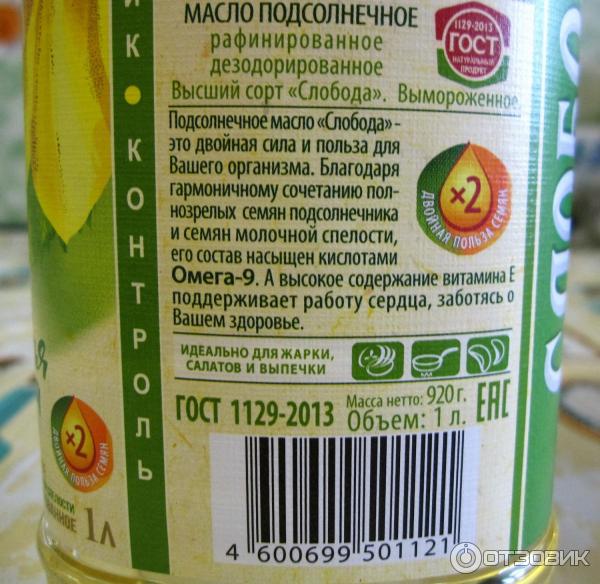 МАСЛО ПОДСОЛНЕЧНОЕ
рафинированное
дезодорированное
Высший сорт «Слобода». Вымороженное.
1129-2013
ГОСТ
НАТУРАЛЬНЫЙ
ПРОДУКТ
Подсолнечное масло «Слобода» -
это двойная сила и польза для
Вашего организма. Благодаря
гармоничному сочетанию пол-
нозрелых семян подсолнечника
и семян молочной спелости,
его состав насыщен кислотами
Омега-9. А высокое содержание витамина Е
поддерживает работу сердца, заботясь о
Вашем здоровье.
×2
ДВОЙНАЯ ПОЛЬЗА СЕМЯН
ИДЕАЛЬНО ДЛЯ ЖАРКИ,
САЛАТОВ И ВЫПЕЧКИ
ГОСТ 1129-2013
Масса нетто: 920 г.
Объем: 1 л.
ЕАС
4 600699 501121
ИК • КОНТРОЛЬ
×2
ДВОЙНАЯ ПОЛЬЗА СЕМЯН
1л
СЛОБО
ОТЗОВИК